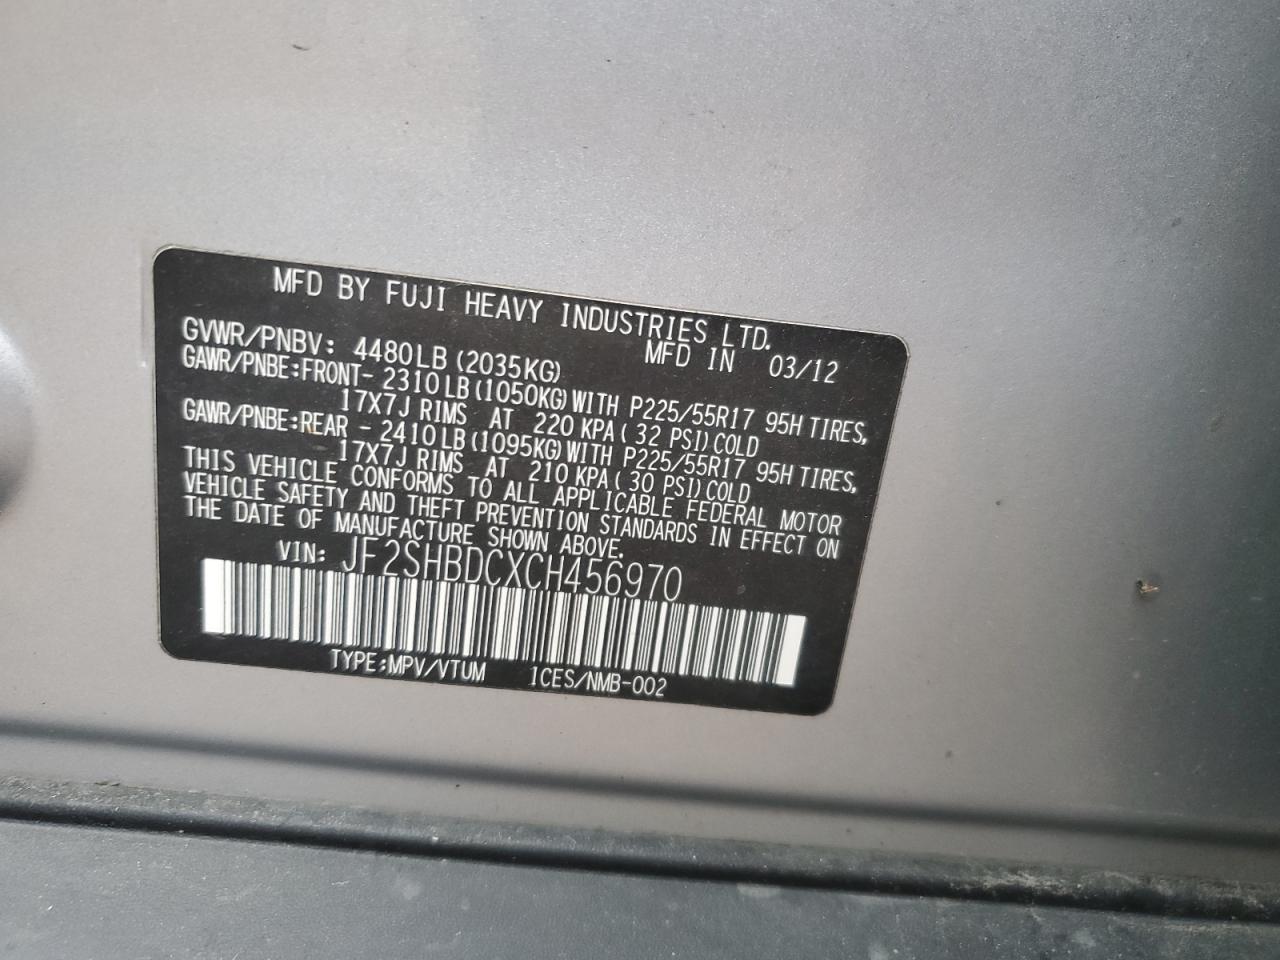 MFD BY FUJI HEAVY INDUSTRIES LTD.
MFD IN 03/12
GVWR/PNBV: 4480LB (2035KG)
GAWR/PNBE:FRONT- 2310LB (1050KG)WITH P225/55R17 95H TIRES,
17X7J RIMS AT 220 KPA( 32 PSI)COLD
GAWR/PNBE:REAR - 2410LB (1095KG)WITH P225/55R17 95H TIRES,
17X7J RIMS AT 210 KPA( 30 PSI)COLD
THIS VEHICLE CONFORMS TO ALL APPLICABLE FEDERAL MOTOR
VEHICLE SAFETY AND THEFT PREVENTION STANDARDS IN EFFECT ON
THE DATE OF MANUFACTURE SHOWN ABOVE.
VIN: JF2SHBDCXCH456970
TYPE:MPV/VTUM 1CES/NMB-002